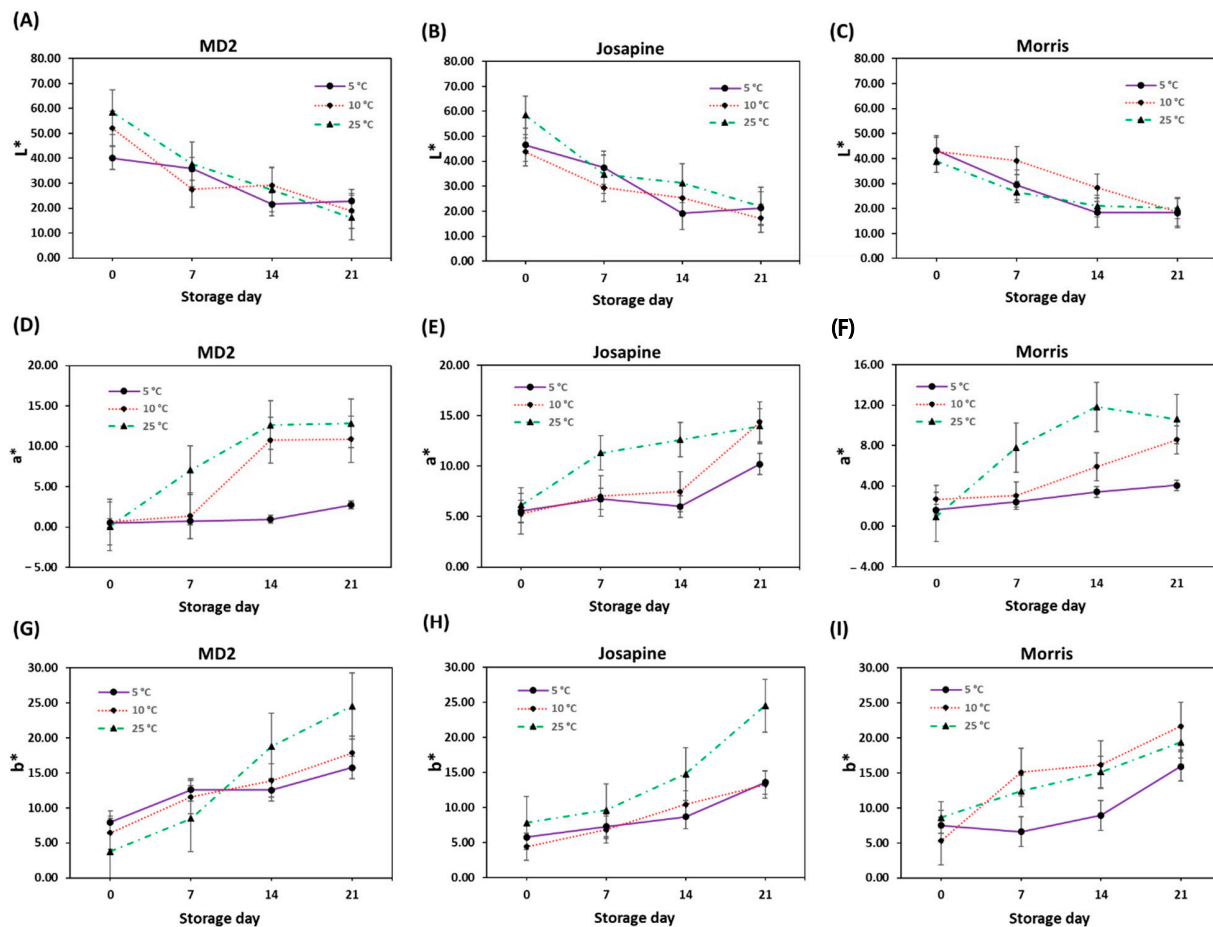 (A)
MD2
80.00
70.00
60.00
50.00
40.00
30.00
20.00
10.00
0.00
L*
5 °C
10 °C
25 °C
0 7 14 21
Storage day
(B)
Josapine
80.00
70.00
60.00
50.00
40.00
30.00
20.00
10.00
0.00
L*
5 °C
10 °C
25 °C
0 7 14 21
Storage day
(C)
Morris
80.00
70.00
60.00
50.00
40.00
30.00
20.00
10.00
0.00
L*
5 °C
10 °C
25 °C
0 7 14 21
Storage day
(D)
MD2
20.00
15.00
10.00
5.00
0.00
–5.00
a*
5 °C
10 °C
25 °C
0 7 14 21
Storage day
(E)
Josapine
20.00
15.00
10.00
5.00
0.00
a*
5 °C
10 °C
25 °C
0 7 14 21
Storage day
(F)
Morris
16.00
12.00
8.00
4.00
0.00
–4.00
a*
5 °C
10 °C
25 °C
0 7 14 21
Storage day
(G)
MD2
30.00
25.00
20.00
15.00
10.00
5.00
0.00
b*
5 °C
10 °C
25 °C
0 7 14 21
Storage day
(H)
Josapine
30.00
25.00
20.00
15.00
10.00
5.00
0.00
b*
5 °C
10 °C
25 °C
0 7 14 21
Storage day
(I)
Morris
30.00
25.00
20.00
15.00
10.00
5.00
0.00
b*
5 °C
10 °C
25 °C
0 7 14 21
Storage day